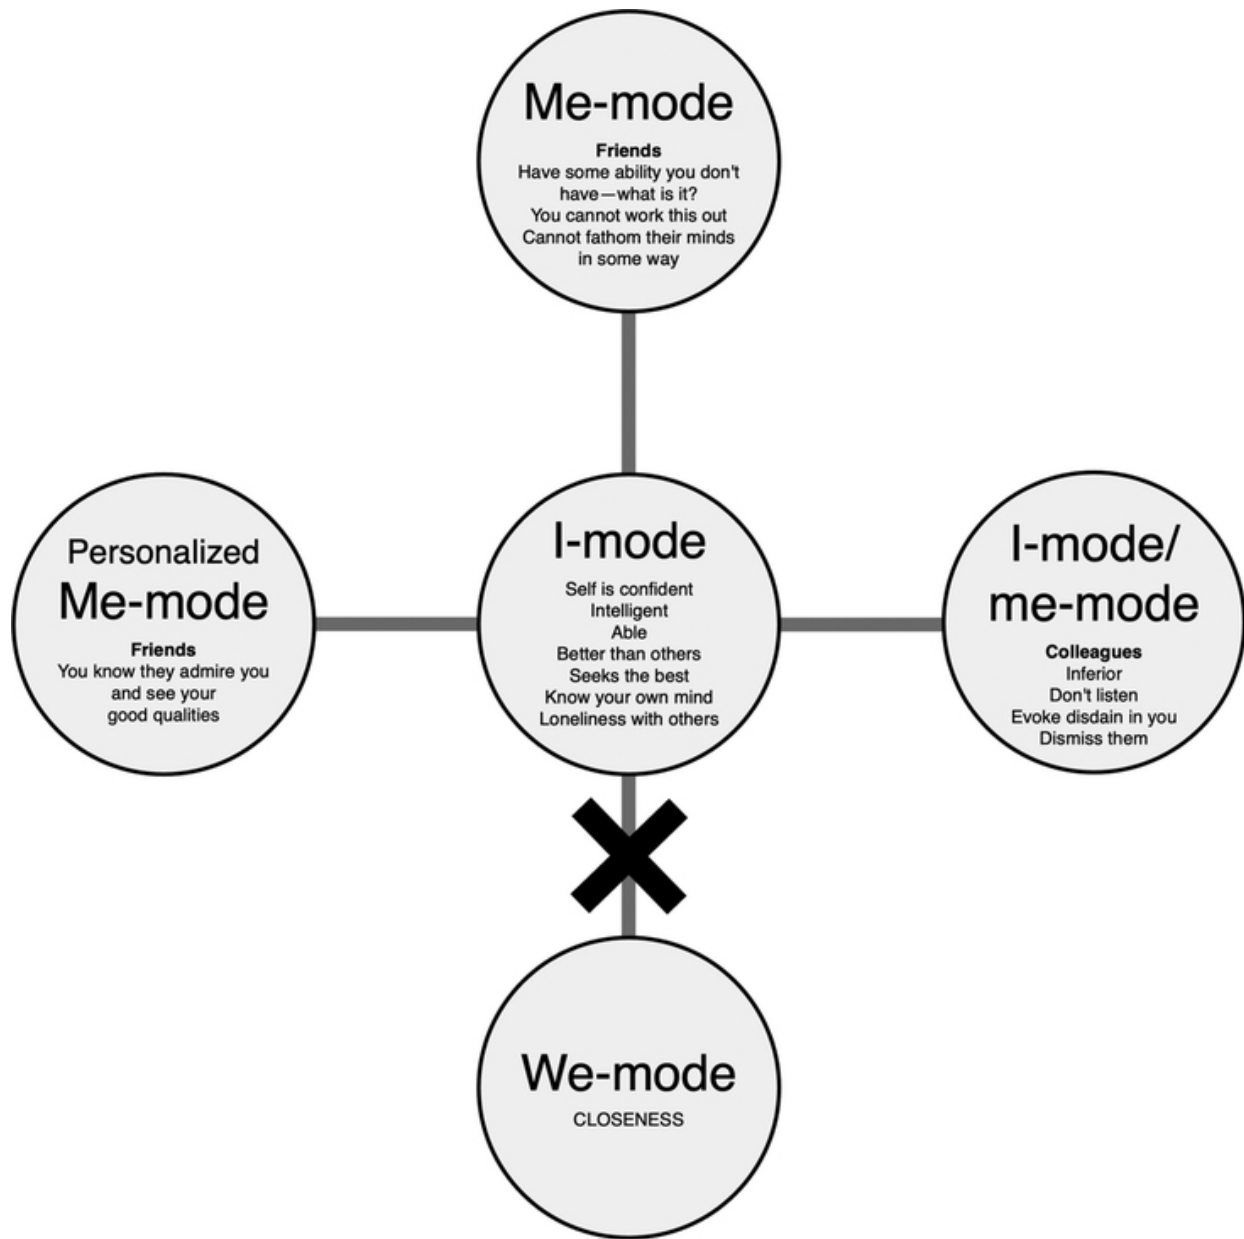 Me-mode
Friends
Have some ability you don't
have—what is it?
You cannot work this out
Cannot fathom their minds
in some way
Personalized
Me-mode
Friends
You know they admire you
and see your
good qualities
I-mode
Self is confident
Intelligent
Able
Better than others
Seeks the best
Know your own mind
Loneliness with others
I-mode/
me-mode
Colleagues
Inferior
Don't listen
Evoke disdain in you
Dismiss them
We-mode
CLOSENESS